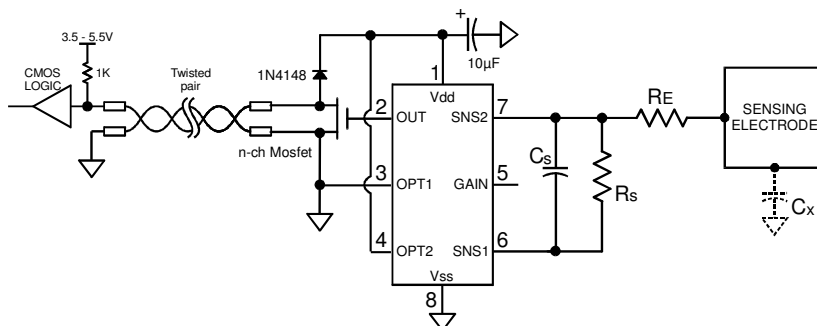 3.5 - 5.5V
1K
CMOS
LOGIC
Twisted
pair
1N4148
n-ch Mosfet
+
10µF
1
Vdd
2
OUT
SNS2
7
3
OPT1
GAIN
5
4
OPT2
SNS1
6
Vss
8
Cs
Rs
RE
SENSING
ELECTRODE
Cx